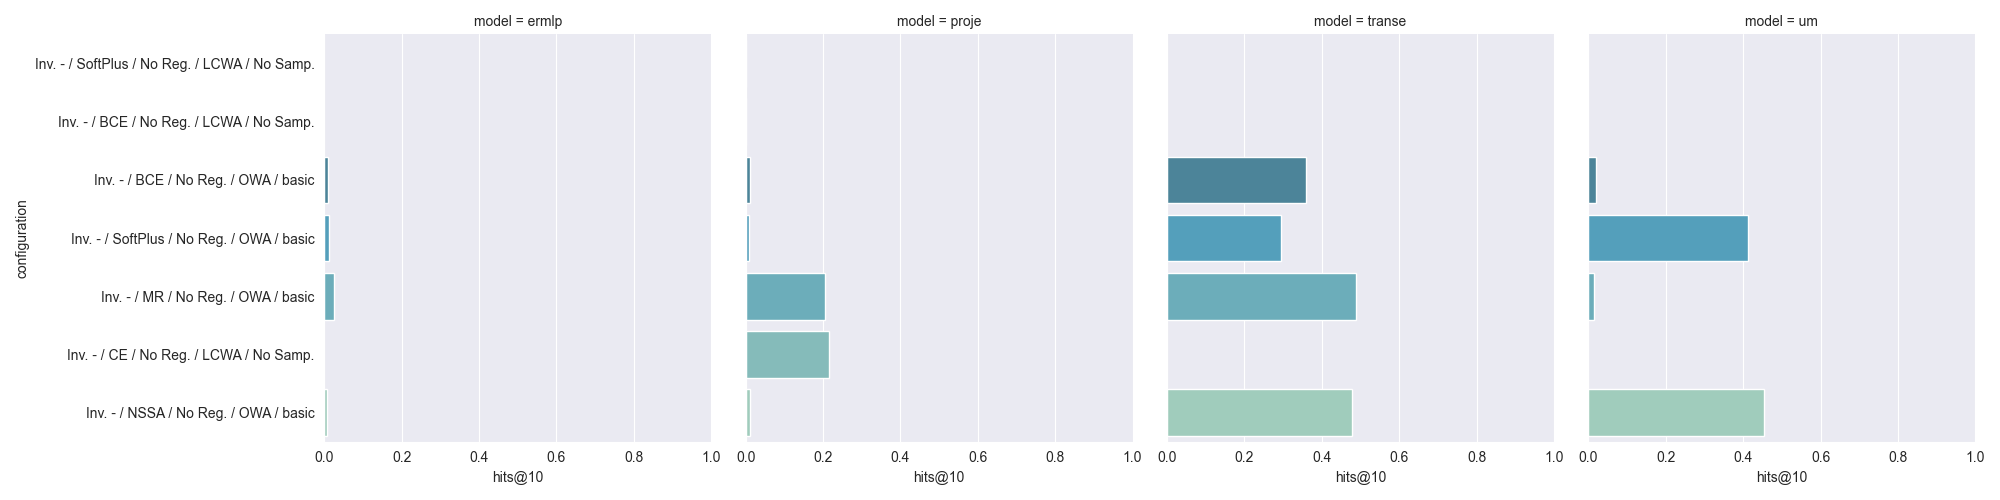 model = ermlp
model = proje
model = transe
model = um
configuration
Inv. - / SoftPlus / No Reg. / LCWA / No Samp.
Inv. - / BCE / No Reg. / LCWA / No Samp.
Inv. - / BCE / No Reg. / OWA / basic
Inv. - / SoftPlus / No Reg. / OWA / basic
Inv. - / MR / No Reg. / OWA / basic
Inv. - / CE / No Reg. / LCWA / No Samp.
Inv. - / NSSA / No Reg. / OWA / basic
0.0 0.2 0.4 0.6 0.8 1.0
0.0 0.2 0.4 0.6 0.8 1.0
0.0 0.2 0.4 0.6 0.8 1.0
0.0 0.2 0.4 0.6 0.8 1.0
hits@10
hits@10
hits@10
hits@10